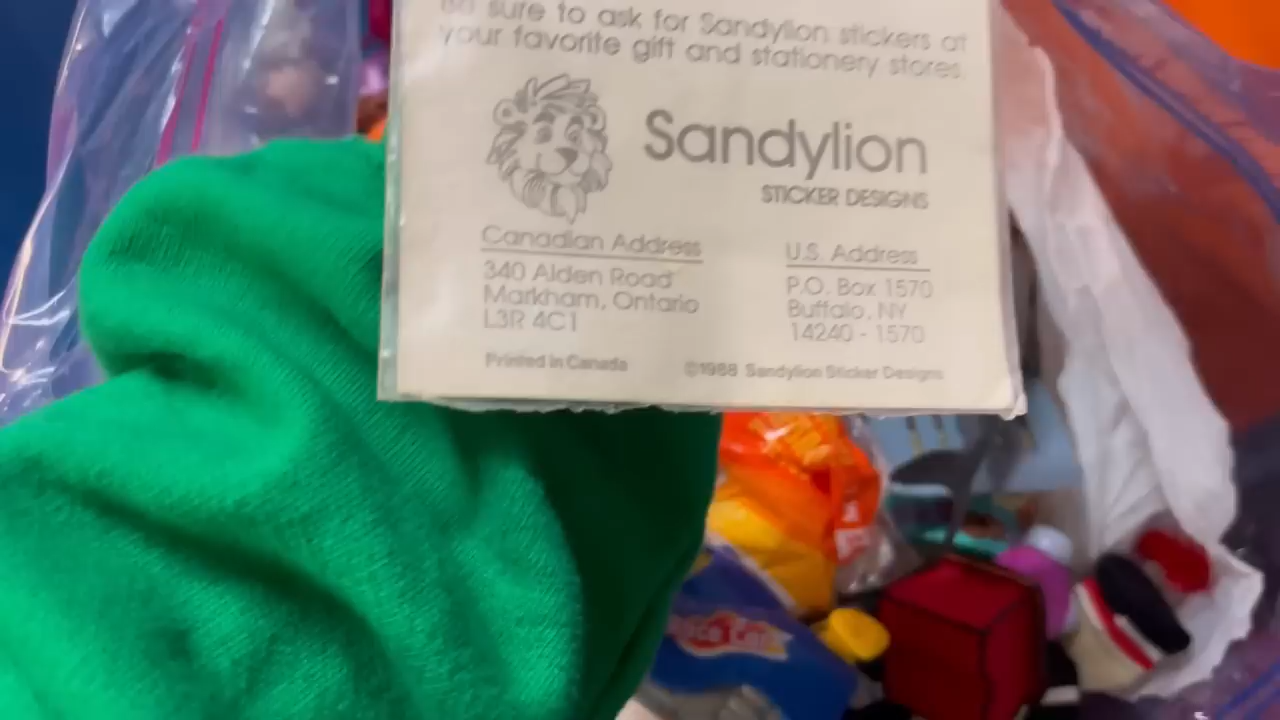 Be sure to ask for Sandylion stickers at
your favorite gift and stationery stores.
Sandylion
STICKER DESIGNS
Canadian Address
340 Alden Road
Markham, Ontario
L3R 4C1
U.S. Address
P.O. Box 1570
Buffalo, NY
14240 - 1570
Printed in Canada
©1988 Sandylion Sticker Designs